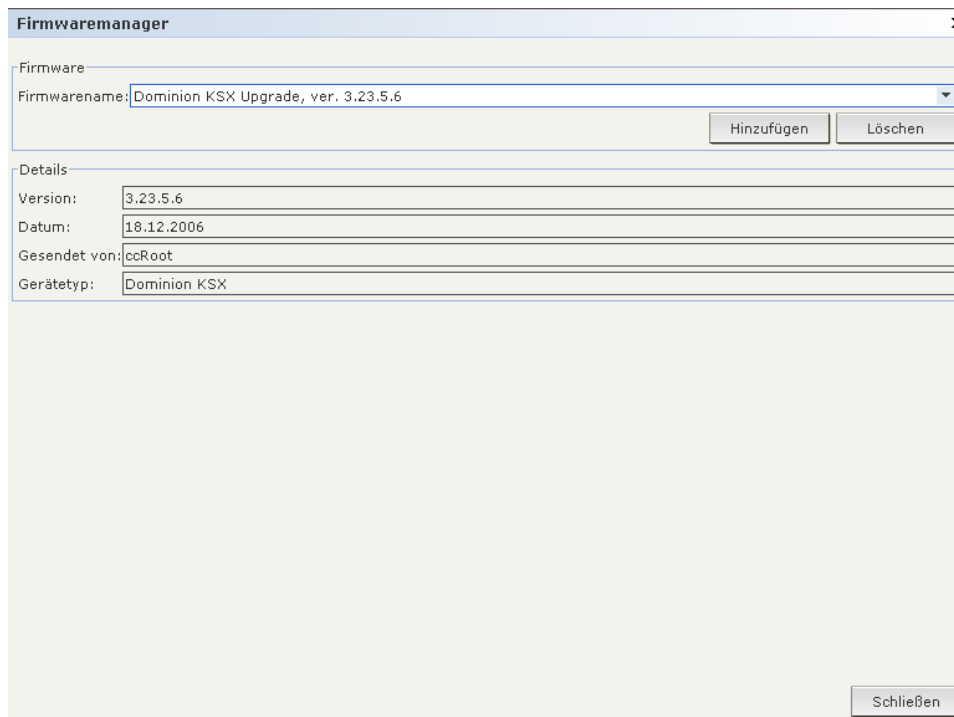 Firmwaremanager
Firmware
Firmwarename: Dominion KSX Upgrade, ver. 3.23.5.6
Hinzufügen Löschen
Details
Version: 3.23.5.6
Datum: 18.12.2006
Gesendet von: ccRoot
Gerätetyp: Dominion KSX
Schließen